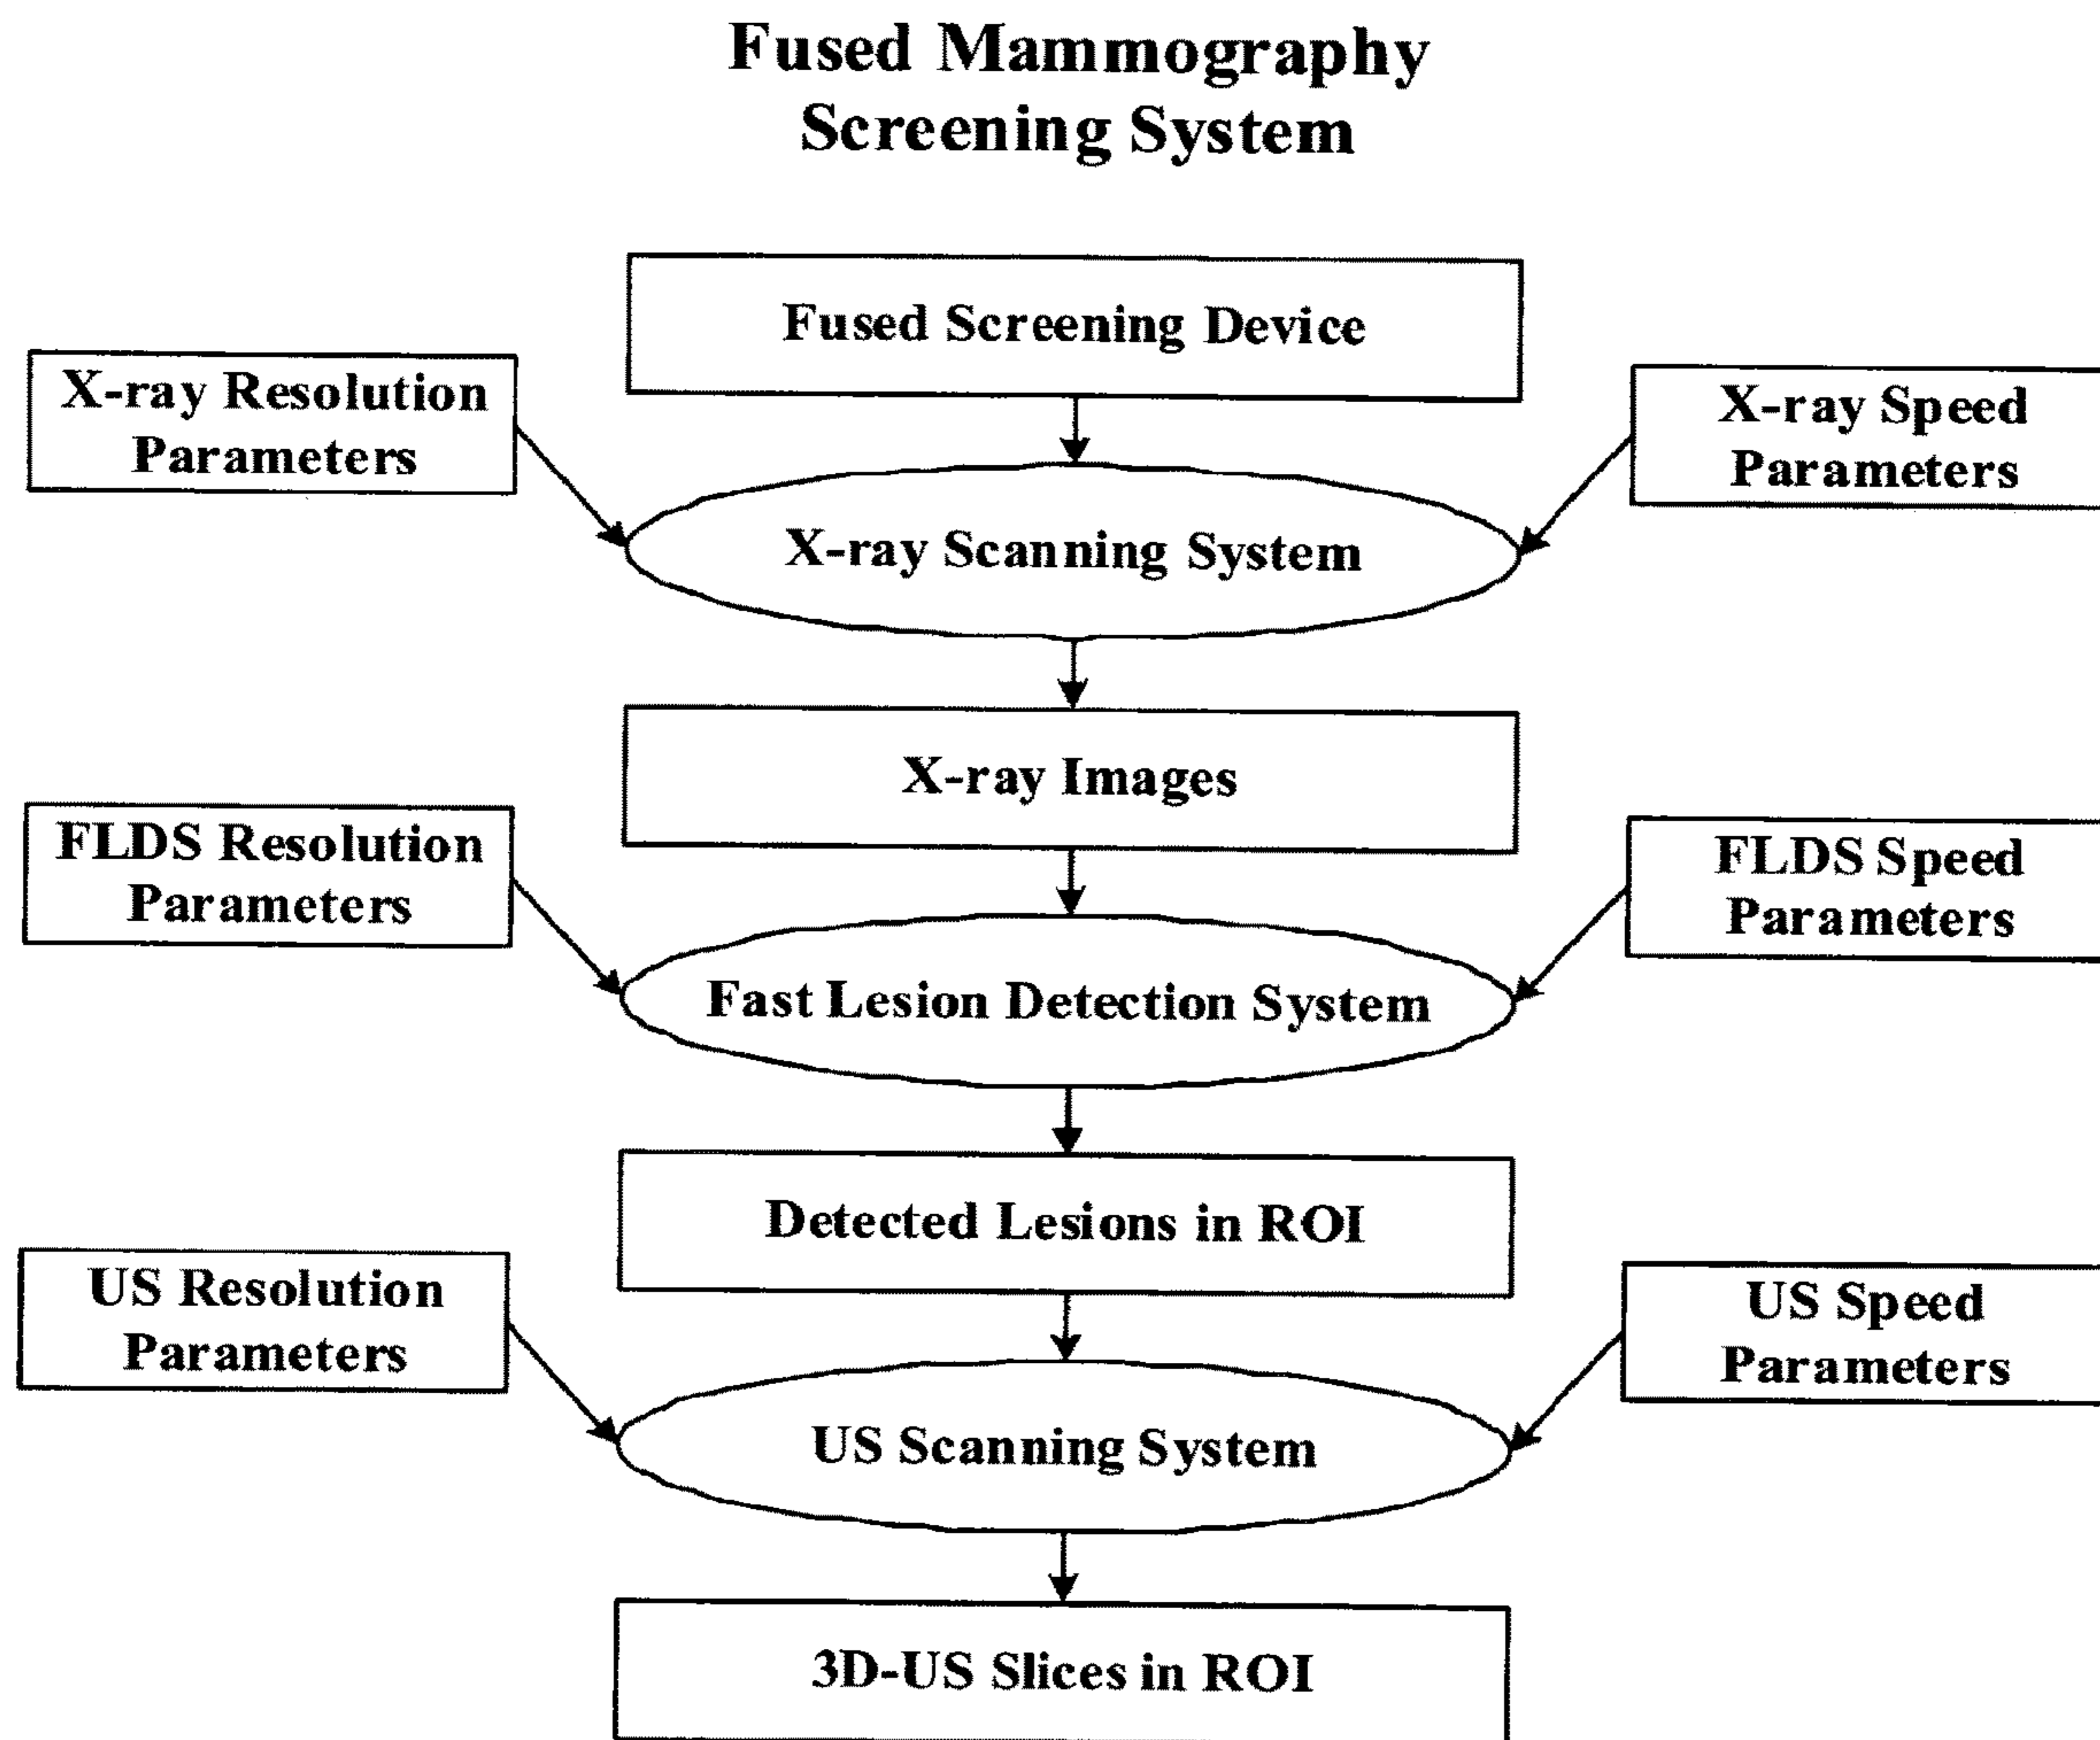 Fused Mammography
Screening System
Fused Screening Device
X-ray Resolution
Parameters
X-ray Speed
Parameters
X-ray Scanning System
X-ray Images
FLDS Resolution
Parameters
FLDS Speed
Parameters
Fast Lesion Detection System
Detected Lesions in ROI
US Resolution
Parameters
US Speed
Parameters
US Scanning System
3D-US Slices in ROI